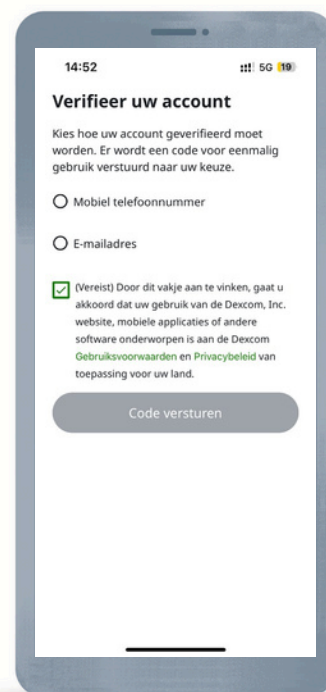 14:52 5G 19
Verifieer uw account
Kies hoe uw account geverifieerd moet
worden. Er wordt een code voor eenmalig
gebruik verstuurd naar uw keuze.
Mobiel telefoonnummer
E-mailadres
(Vereist) Door dit vakje aan te vinken, gaat u
akkoord dat uw gebruik van de Dexcom, Inc.
website, mobiele applicaties of andere
software onderworpen is aan de Dexcom
Gebruiksvoorwaarden en Privacybeleid van
toepassing voor uw land.
Code versturen